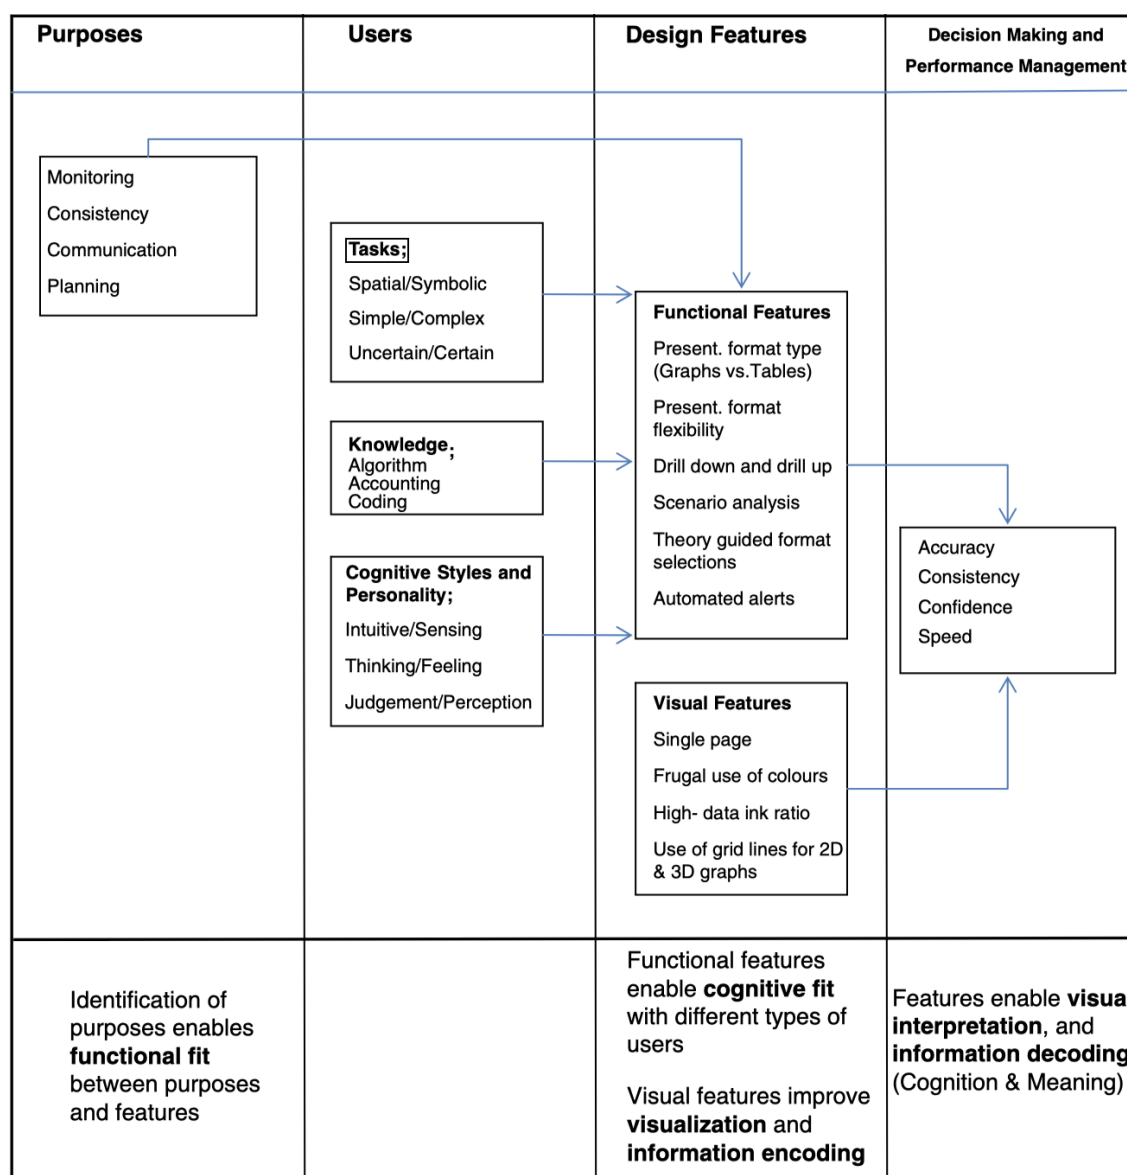 Purposes
Users
Design Features
Decision Making and
Performance Management
Monitoring
Consistency
Communication
Planning
Tasks;
Spatial/Symbolic
Simple/Complex
Uncertain/Certain
Knowledge;
Algorithm
Accounting
Coding
Cognitive Styles and
Personality;
Intuitive/Sensing
Thinking/Feeling
Judgement/Perception
Functional Features
Present. format type
(Graphs vs.Tables)
Present. format
flexibility
Drill down and drill up
Scenario analysis
Theory guided format
selections
Automated alerts
Visual Features
Single page
Frugal use of colours
High- data ink ratio
Use of grid lines for 2D
& 3D graphs
Accuracy
Consistency
Confidence
Speed
Identification of
purposes enables
functional fit
between purposes
and features
Functional features
enable cognitive fit
with different types of
users
Visual features improve
visualization and
information encoding
Features enable visua
interpretation, and
information decoding
(Cognition & Meaning)